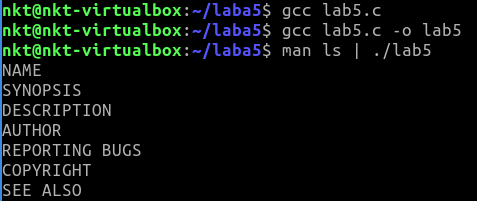 nkt@nkt-virtualbox:~/laba5$ gcc lab5.c
nkt@nkt-virtualbox:~/laba5$ gcc lab5.c -o lab5
nkt@nkt-virtualbox:~/laba5$ man ls | ./lab5
NAME
SYNOPSIS
DESCRIPTION
AUTHOR
REPORTING BUGS
COPYRIGHT
SEE ALSO